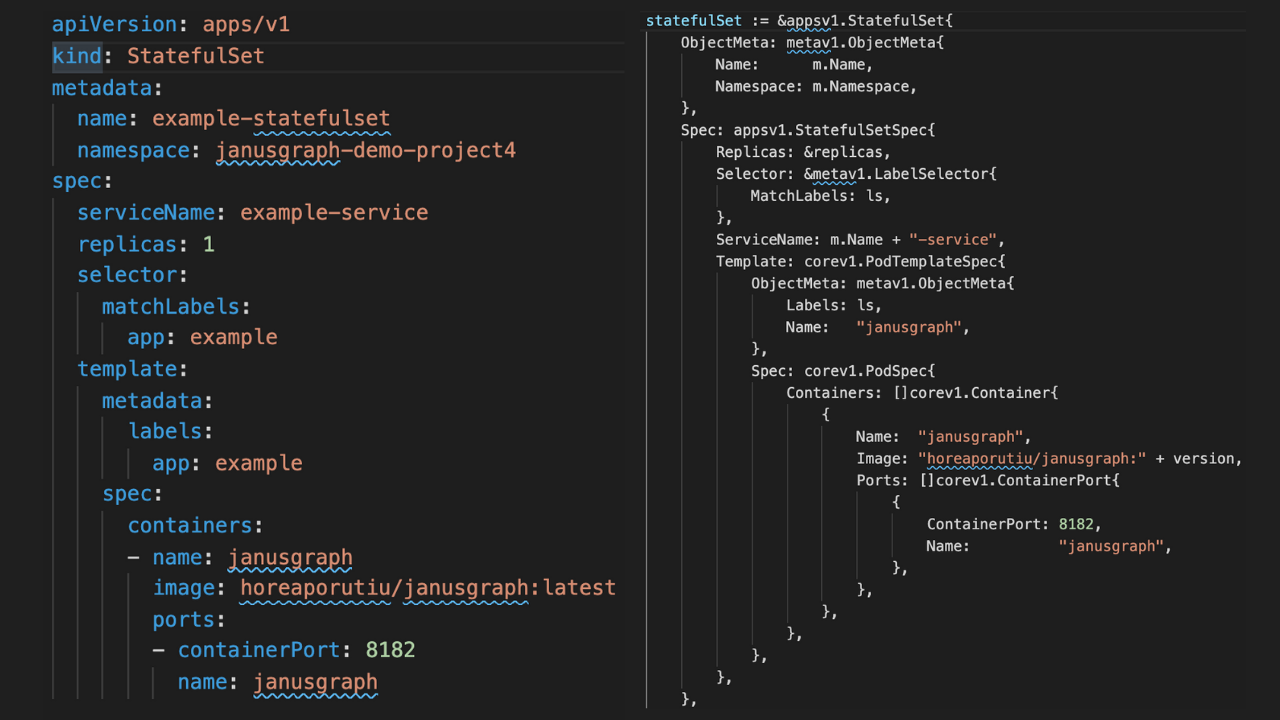 apiVersion: apps/v1
kind: StatefulSet
metadata:
  name: example-statefulset
  namespace: janusgraph-demo-project4
spec:
  serviceName: example-service
  replicas: 1
  selector:
    matchLabels:
      app: example
  template:
    metadata:
      labels:
        app: example
    spec:
      containers:
      - name: janusgraph
        image: horeaporutiu/janusgraph:latest
        ports:
        - containerPort: 8182
          name: janusgraph
statefulSet := &appsv1.StatefulSet{
    ObjectMeta: metav1.ObjectMeta{
        Name:      m.Name,
        Namespace: m.Namespace,
    },
    Spec: appsv1.StatefulSetSpec{
        Replicas: &replicas,
        Selector: &metav1.LabelSelector{
            MatchLabels: ls,
        },
        ServiceName: m.Name + "-service",
        Template: corev1.PodTemplateSpec{
            ObjectMeta: metav1.ObjectMeta{
                Labels: ls,
                Name:   "janusgraph",
            },
            Spec: corev1.PodSpec{
                Containers: []corev1.Container{
                    {
                        Name:  "janusgraph",
                        Image: "horeaporutiu/janusgraph:" + version,
                        Ports: []corev1.ContainerPort{
                            {
                                ContainerPort: 8182,
                                Name:          "janusgraph",
                            },
                        },
                    },
                },
            },
        },
    },